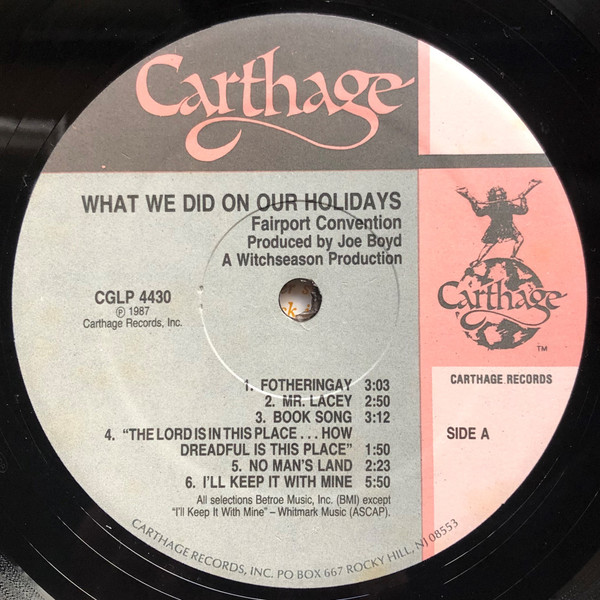 Carthage
WHAT WE DID ON OUR HOLIDAYS
Fairport Convention
Produced by Joe Boyd
A Witchseason Production
CGLP 4430
Ⓟ 1987
Carthage Records, Inc.
Carthage
TM
CARTHAGE RECORDS
SIDE A
1. FOTHERINGAY 3:03
2. MR. LACEY 2:50
3. BOOK SONG 3:12
4. “THE LORD IS IN THIS PLACE . . . HOW
DREADFUL IS THIS PLACE” 1:50
5. NO MAN'S LAND 2:23
6. I'LL KEEP IT WITH MINE 5:50
All selections Betroe Music, Inc. (BMI) except
“I'll Keep It With Mine” – Whitmark Music (ASCAP).
CARTHAGE RECORDS, INC. PO BOX 667 ROCKY HILL, NJ 08553